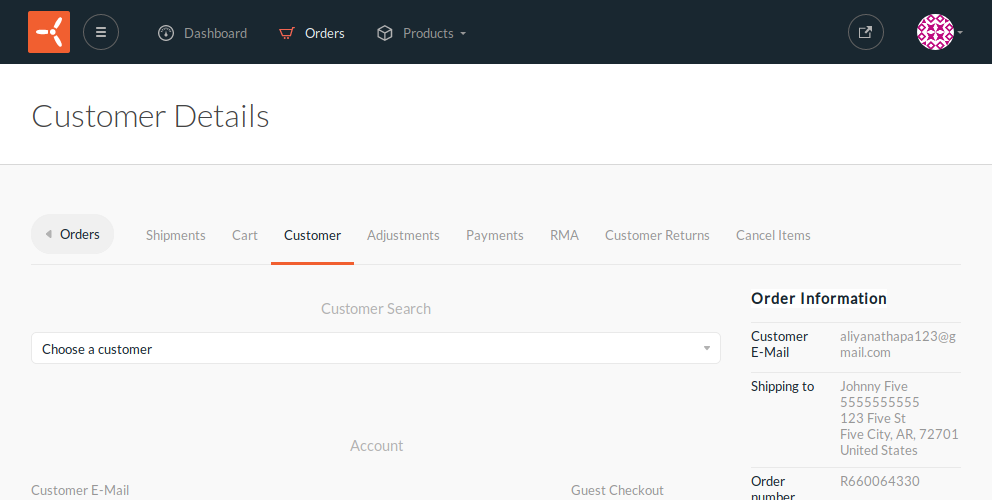 Dashboard Orders Products
Customer Details
Orders Shipments Cart Customer Adjustments Payments RMA Customer Returns Cancel Items
Customer Search
Choose a customer
Account
Customer E-Mail Guest Checkout
Order Information
Customer E-Mail aliyanathapa123@g
mail.com
Shipping to Johnny Five
5555555555
123 Five St
Five City, AR, 72701
United States
Order number R660064330